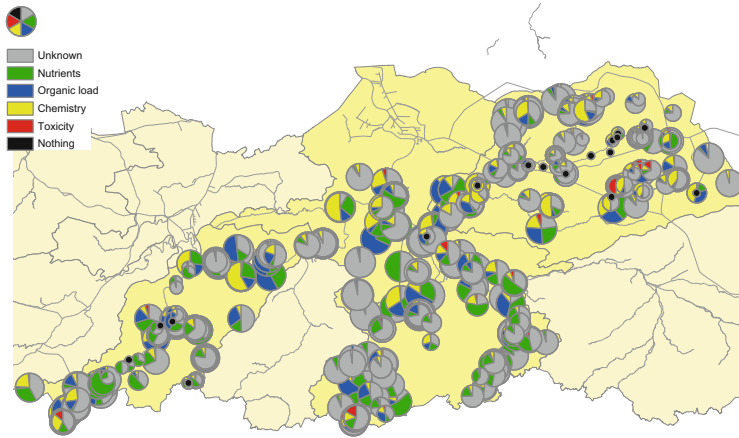 Unknown
Nutrients
Organic load
Chemistry
Toxicity
Nothing